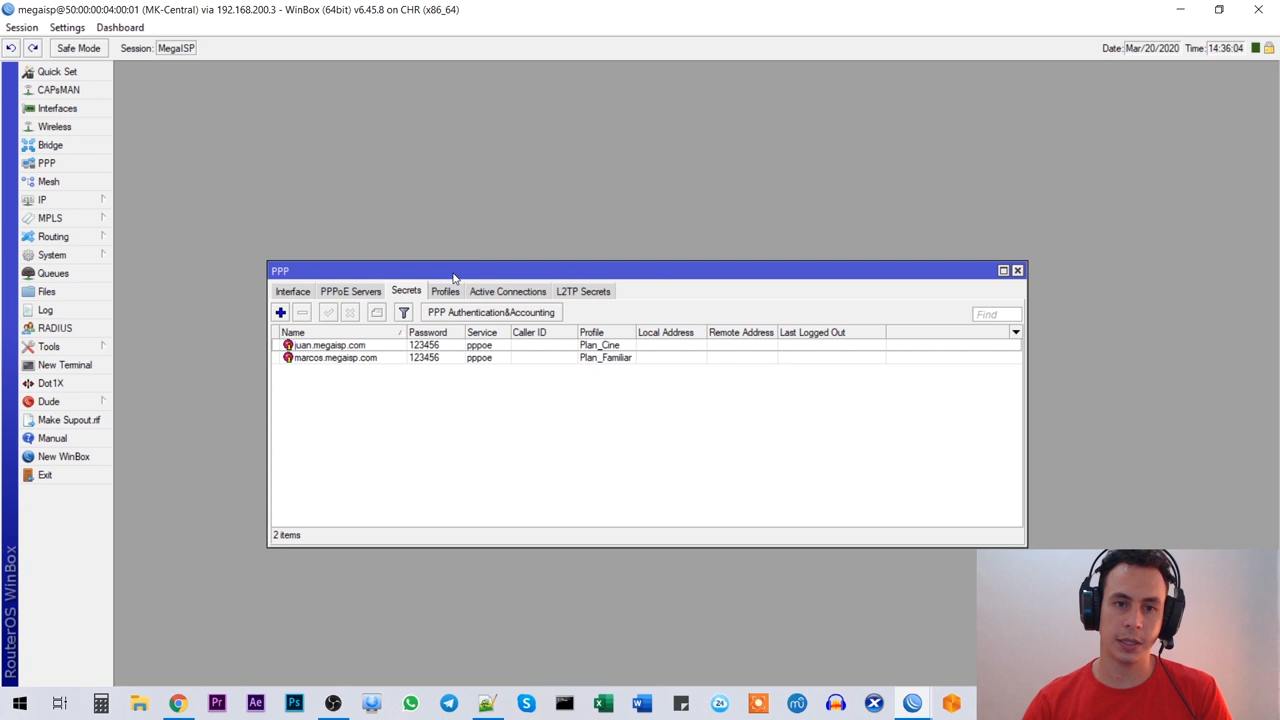 megaisp@50:00:00:04:00:01 (MK-Central) via 192.168.200.3 - WinBox (64bit) v6.45.8 on CHR (x86_64)
Session Settings Dashboard
Safe Mode Session: MegaISP Date: Mar/20/2020 Time: 14:36:04
Quick Set
CAPsMAN
Interfaces
Wireless
Bridge
PPP
Mesh
IP
MPLS
Routing
System
Queues
Files
Log
RADIUS
Tools
New Terminal
Dot1X
Dude
Make Supout.rif
Manual
New WinBox
Exit
RouterOS WinBox
PPP
Interface PPPoE Servers Secrets Profiles Active Connections L2TP Secrets
PPP Authentication&Accounting Find
Name / Password Service Caller ID Profile Local Address Remote Address Last Logged Out
juan.megaisp.com 123456 pppoe Plan_Cine
marcos.megaisp.com 123456 pppoe Plan_Familiar
2 items
Pr Ae Ps 24